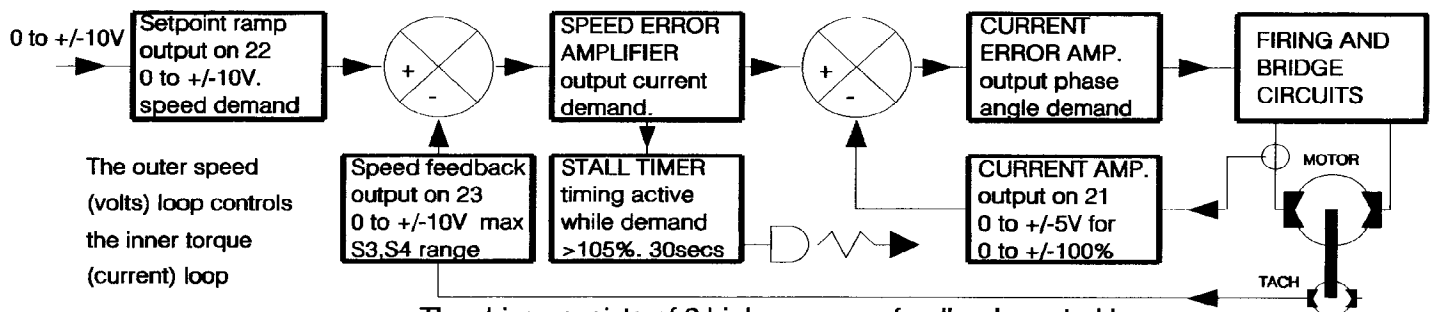 0 to +/-10V
Setpoint ramp
output on 22
0 to +/-10V.
speed demand
+
-
SPEED ERROR
AMPLIFIER
output current
demand.
+
-
CURRENT
ERROR AMP.
output phase
angle demand
FIRING AND
BRIDGE
CIRCUITS
The outer speed
(volts) loop controls
the inner torque
(current) loop
Speed feedback
output on 23
0 to +/-10V max
S3,S4 range
STALL TIMER
timing active
while demand
>105%. 30secs
CURRENT AMP.
output on 21
0 to +/-5V for
0 to +/-100%
MOTOR
TACH